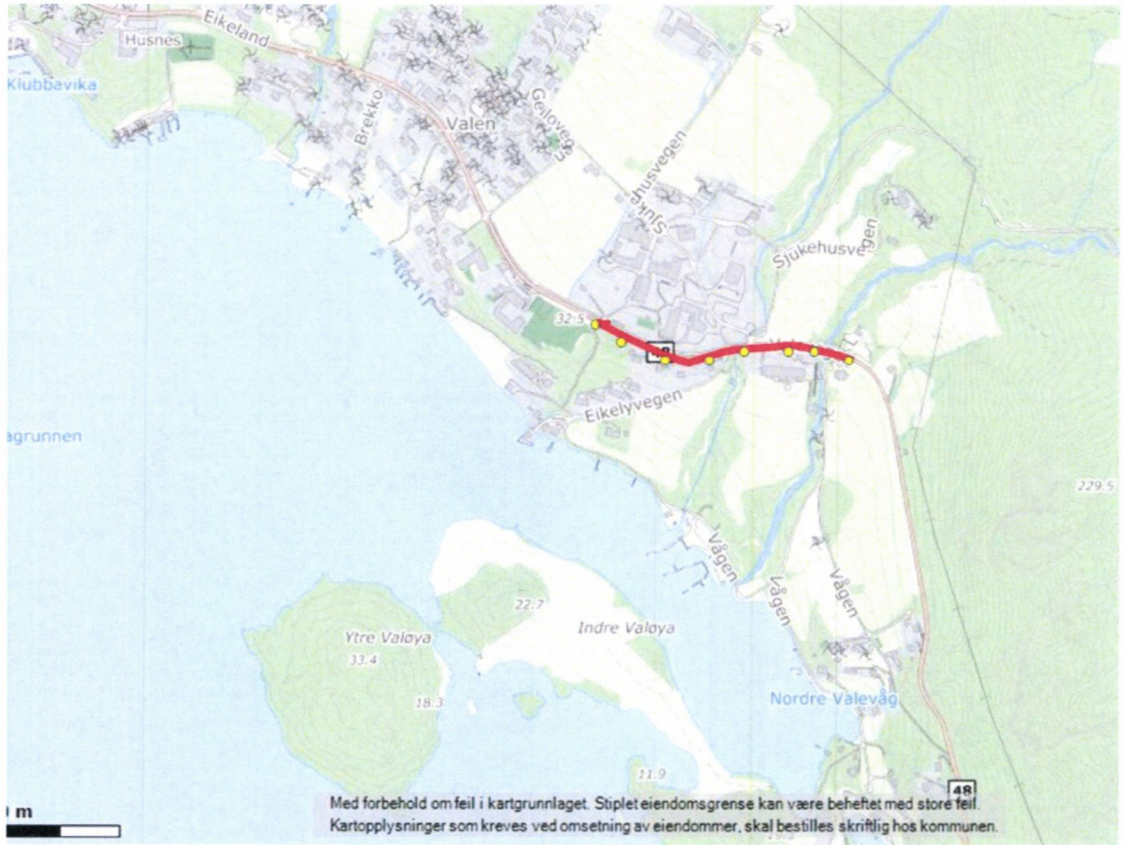 Eikeland
Husnes
Klubbavika
Brekko
Valen
Geilovegen
Sjukehusvegen
Sjukehusvegen
32.5
48
Eikelyvegen
agrunnen
229.5
Vågen
Vågen
Vågen
22.7
Indre Valøya
Ytre Valøya
33.4
18.3
Nordre Valevåg
11.9
48
m
Med forbehold om feil i kartgrunnlaget. Stiplet eiendomsgrense kan være beheftet med store feil.
Kartopplysninger som kreves ved omsetning av eiendommer, skal bestilles skriftlig hos kommunen.